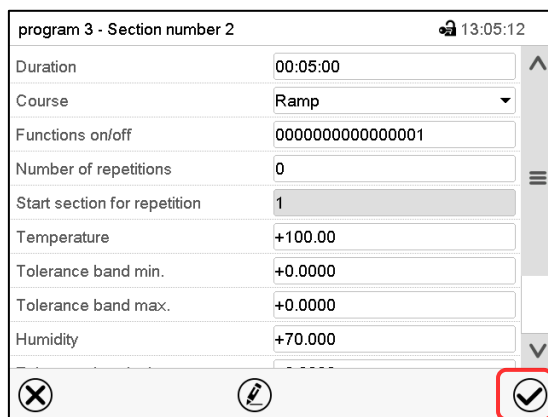 program 3 - Section number 2 13:05:12
Duration 00:05:00
Course Ramp
Functions on/off 0000000000000001
Number of repetitions 0
Start section for repetition 1
Temperature +100.00
Tolerance band min. +0.0000
Tolerance band max. +0.0000
Humidity +70.000